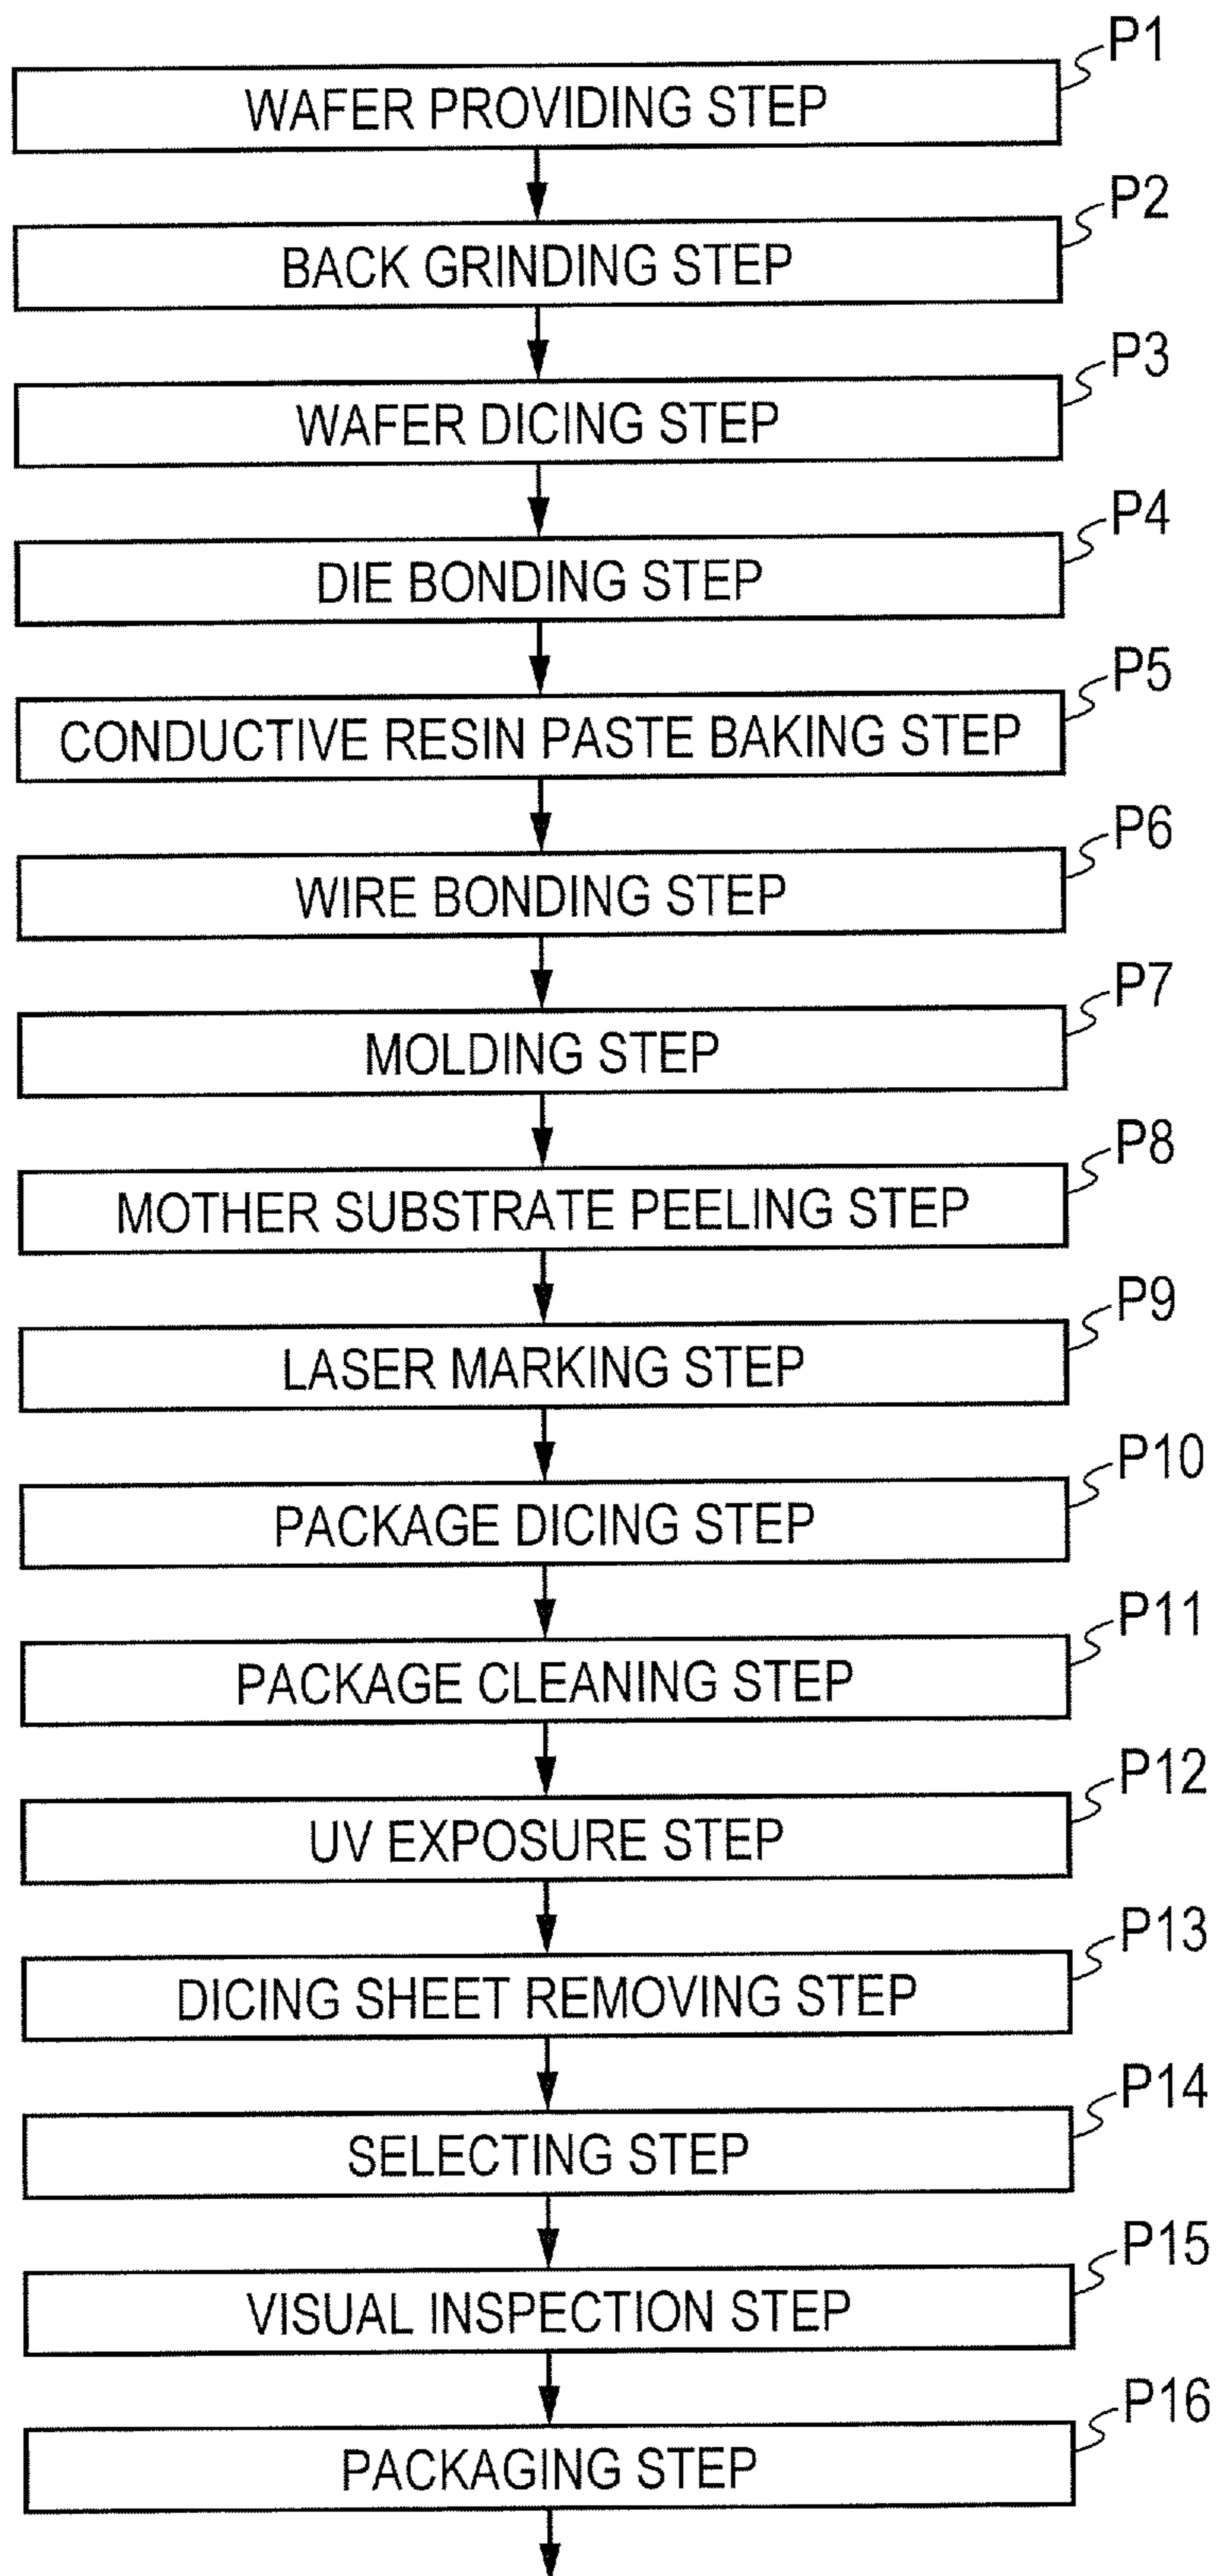 P1
WAFER PROVIDING STEP
P2
BACK GRINDING STEP
P3
WAFER DICING STEP
P4
DIE BONDING STEP
P5
CONDUCTIVE RESIN PASTE BAKING STEP
P6
WIRE BONDING STEP
P7
MOLDING STEP
P8
MOTHER SUBSTRATE PEELING STEP
P9
LASER MARKING STEP
P10
PACKAGE DICING STEP
P11
PACKAGE CLEANING STEP
P12
UV EXPOSURE STEP
P13
DICING SHEET REMOVING STEP
P14
SELECTING STEP
P15
VISUAL INSPECTION STEP
P16
PACKAGING STEP